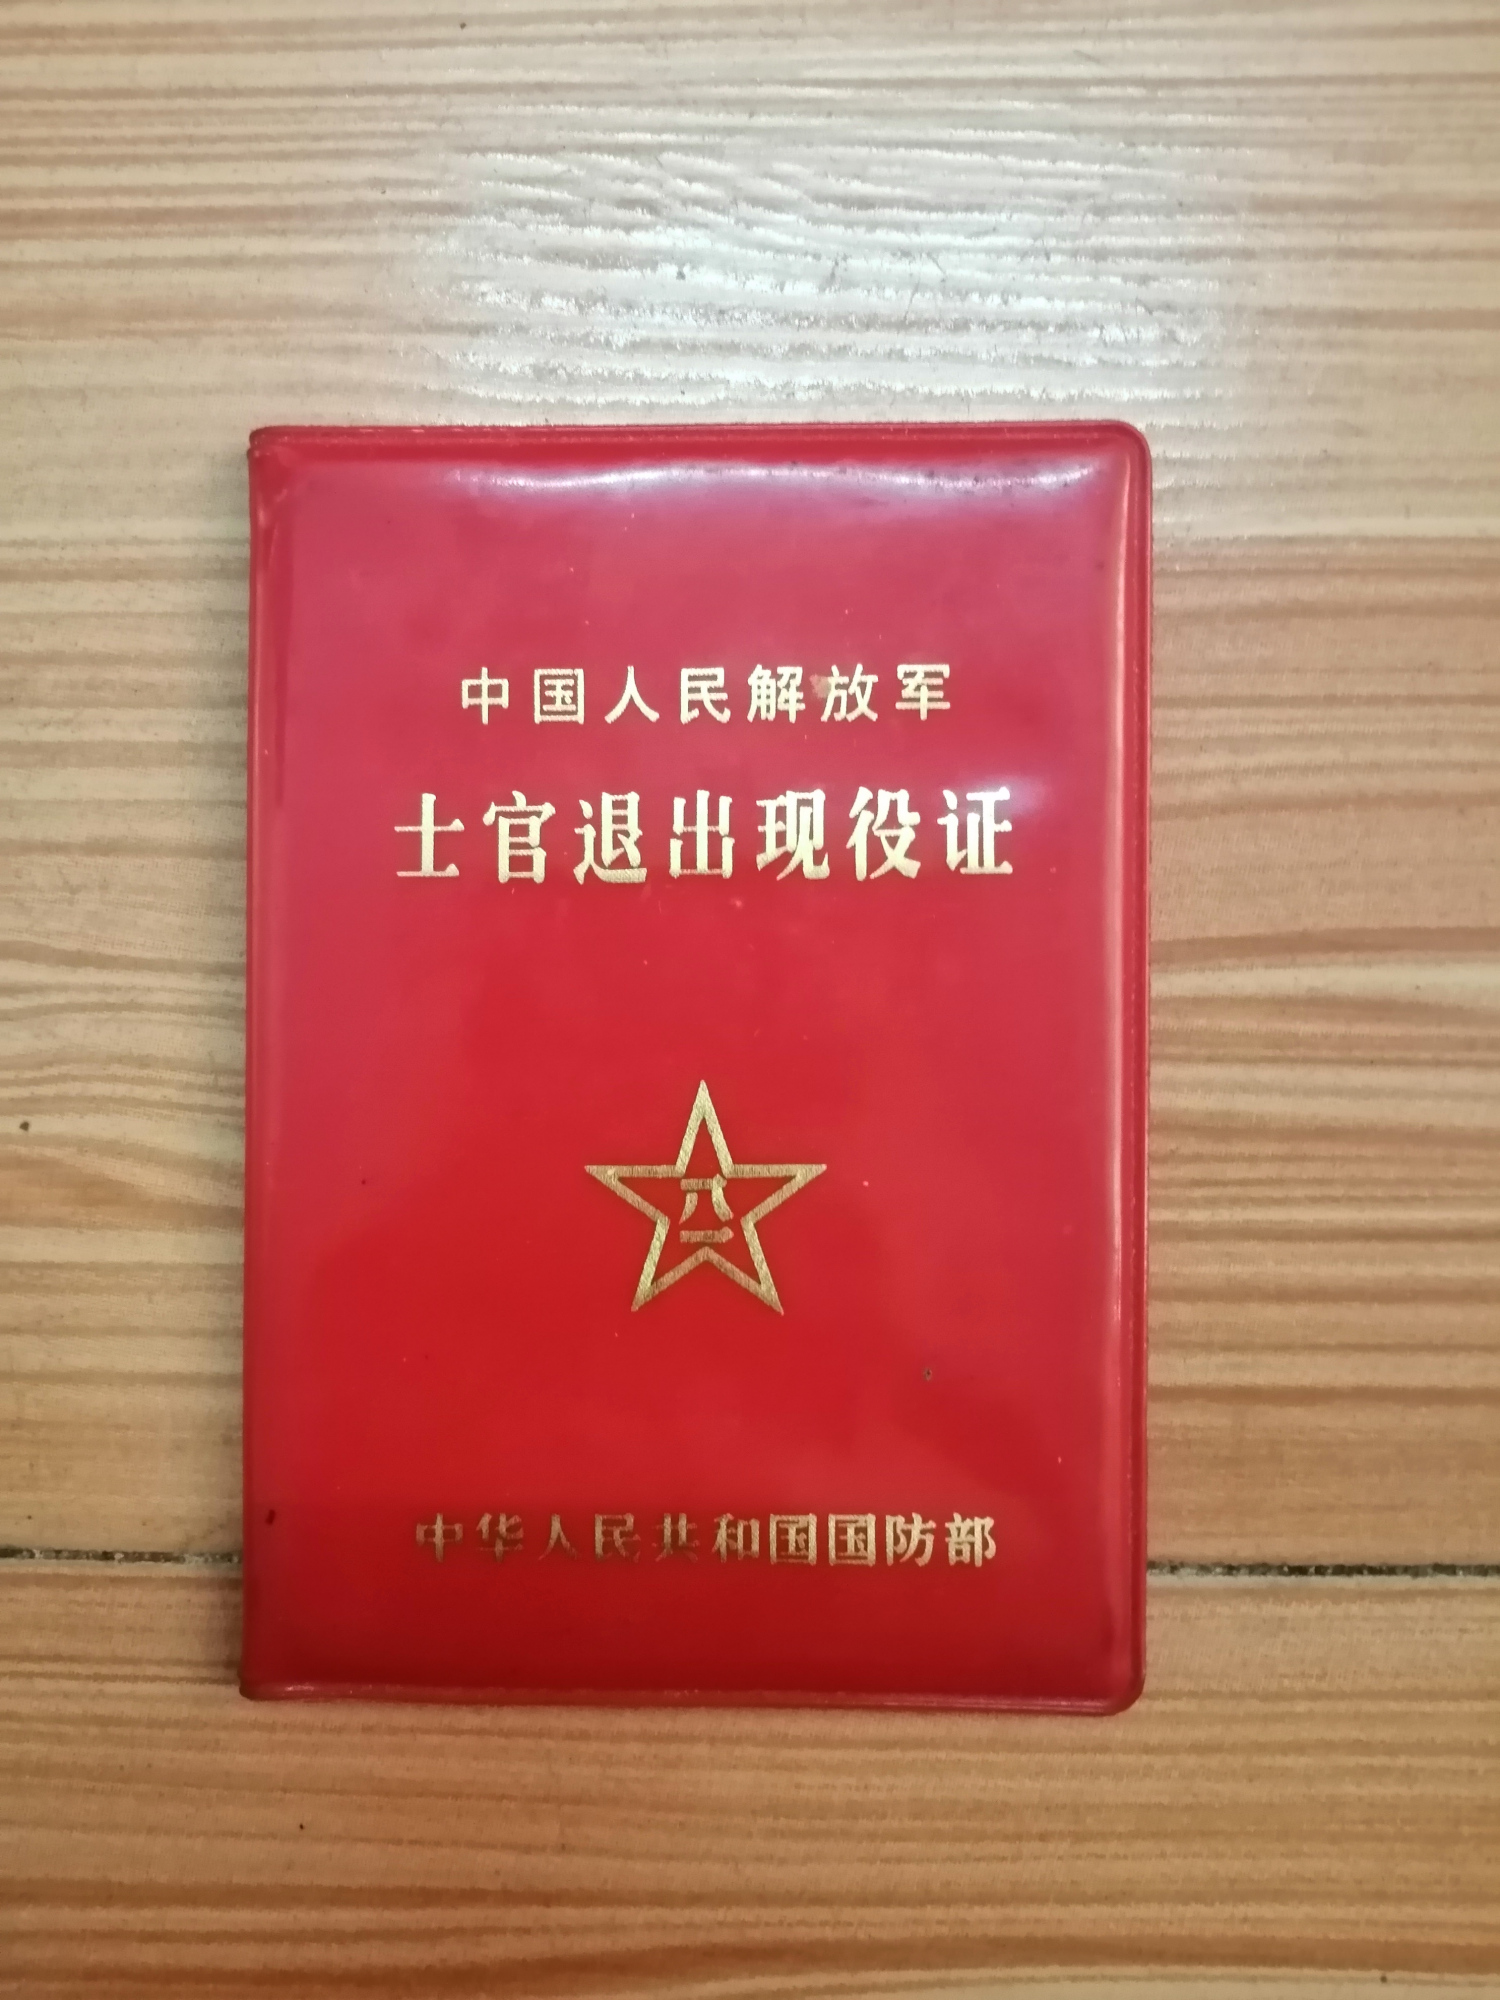 中国人民解放军
士官退出现役证
八一
中华人民共和国国防部